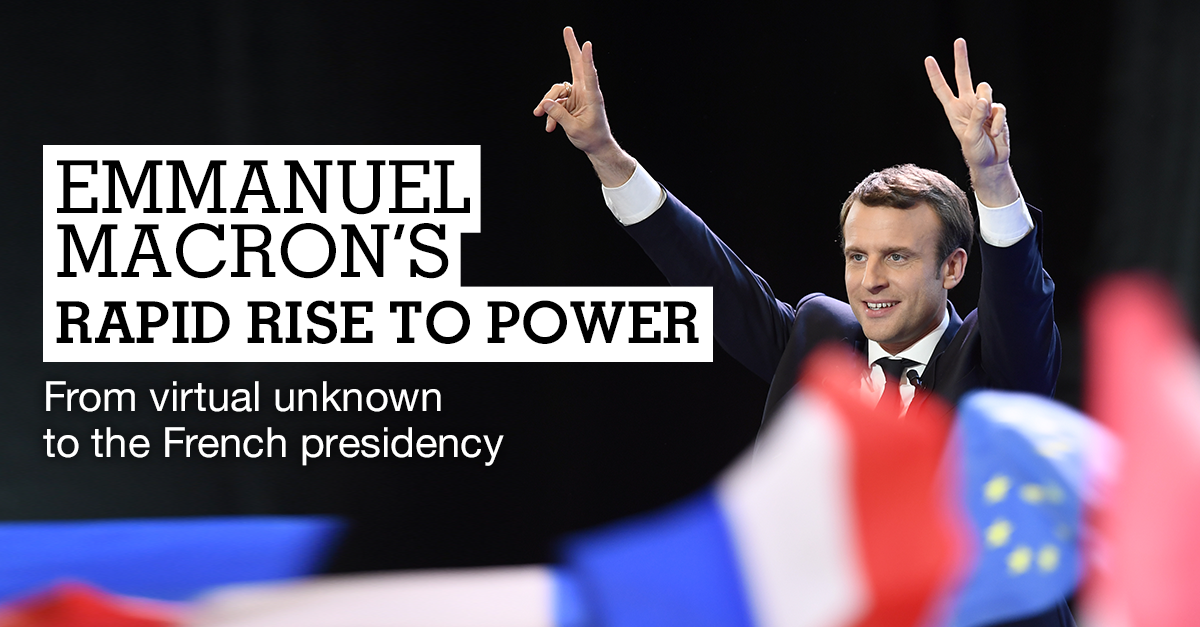 EMMANUEL
MACRON‘S
RAPID RISE TO POWER
From virtual unknown
to the French presidency